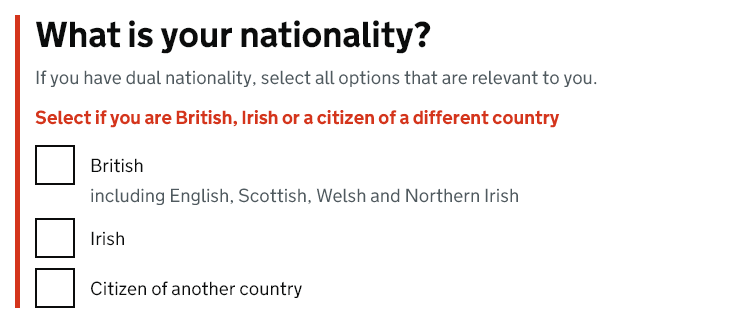 What is your nationality?
If you have dual nationality, select all options that are relevant to you.
Select if you are British, Irish or a citizen of a different country
British
including English, Scottish, Welsh and Northern Irish
Irish
Citizen of another country